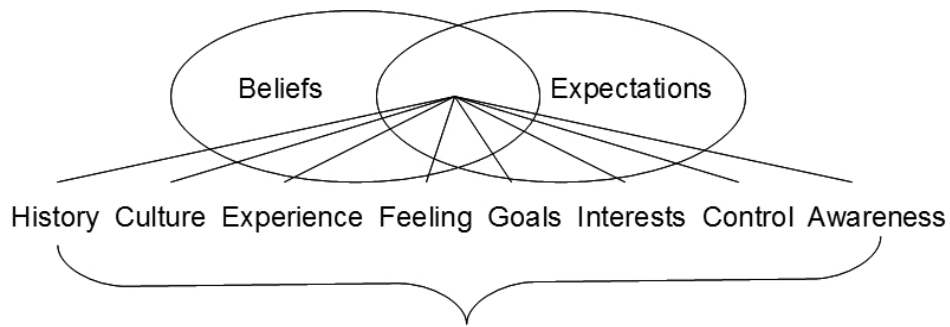 Beliefs Expectations
History Culture Experience Feeling Goals Interests Control Awareness